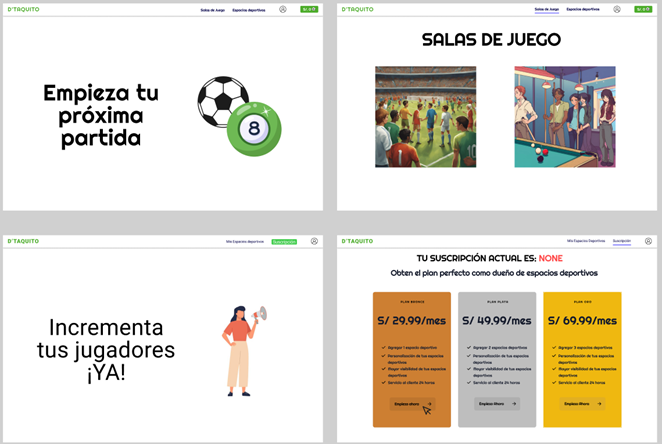 D'TAQUITO
Salas de Juego Espacios deportivos
Empieza tu
próxima
partida
8
D'TAQUITO
Salas de Juego Espacios deportivos
SALAS DE JUEGO
D'TAQUITO
Mis Espacios deportivos Suscripción
Incrementa
tus jugadores
¡YA!
D'TAQUITO
Mis Espacios Deportivos Suscripción
TU SUSCRIPCIÓN ACTUAL ES: NONE
Obten el plan perfecto como dueño de espacios deportivos
PLAN BRONCE
S/ 29,99/mes
Agregar 1 espacio deportivo
Personalización de tus espacios
deportivos
Mayor visibilidad de tus espacios
deportivos
Servicio al cliente 24 horas
Empieza ahora
PLAN PLATA
S/ 49.99/mes
Agregar 2 espacios deportivos
Personalización de tus espacios
deportivos
Mayor visibilidad de tus espacios
deportivos
Servicio al cliente 24 horas
Empieza Ahora
PLAN ORO
S/ 69.99/mes
Agregar 3 espacios deportivos
Personalización de tus espacios
deportivos
Mayor visibilidad de tus espacios
deportivos
Servicio al cliente 24 horas
Empieza Ahora